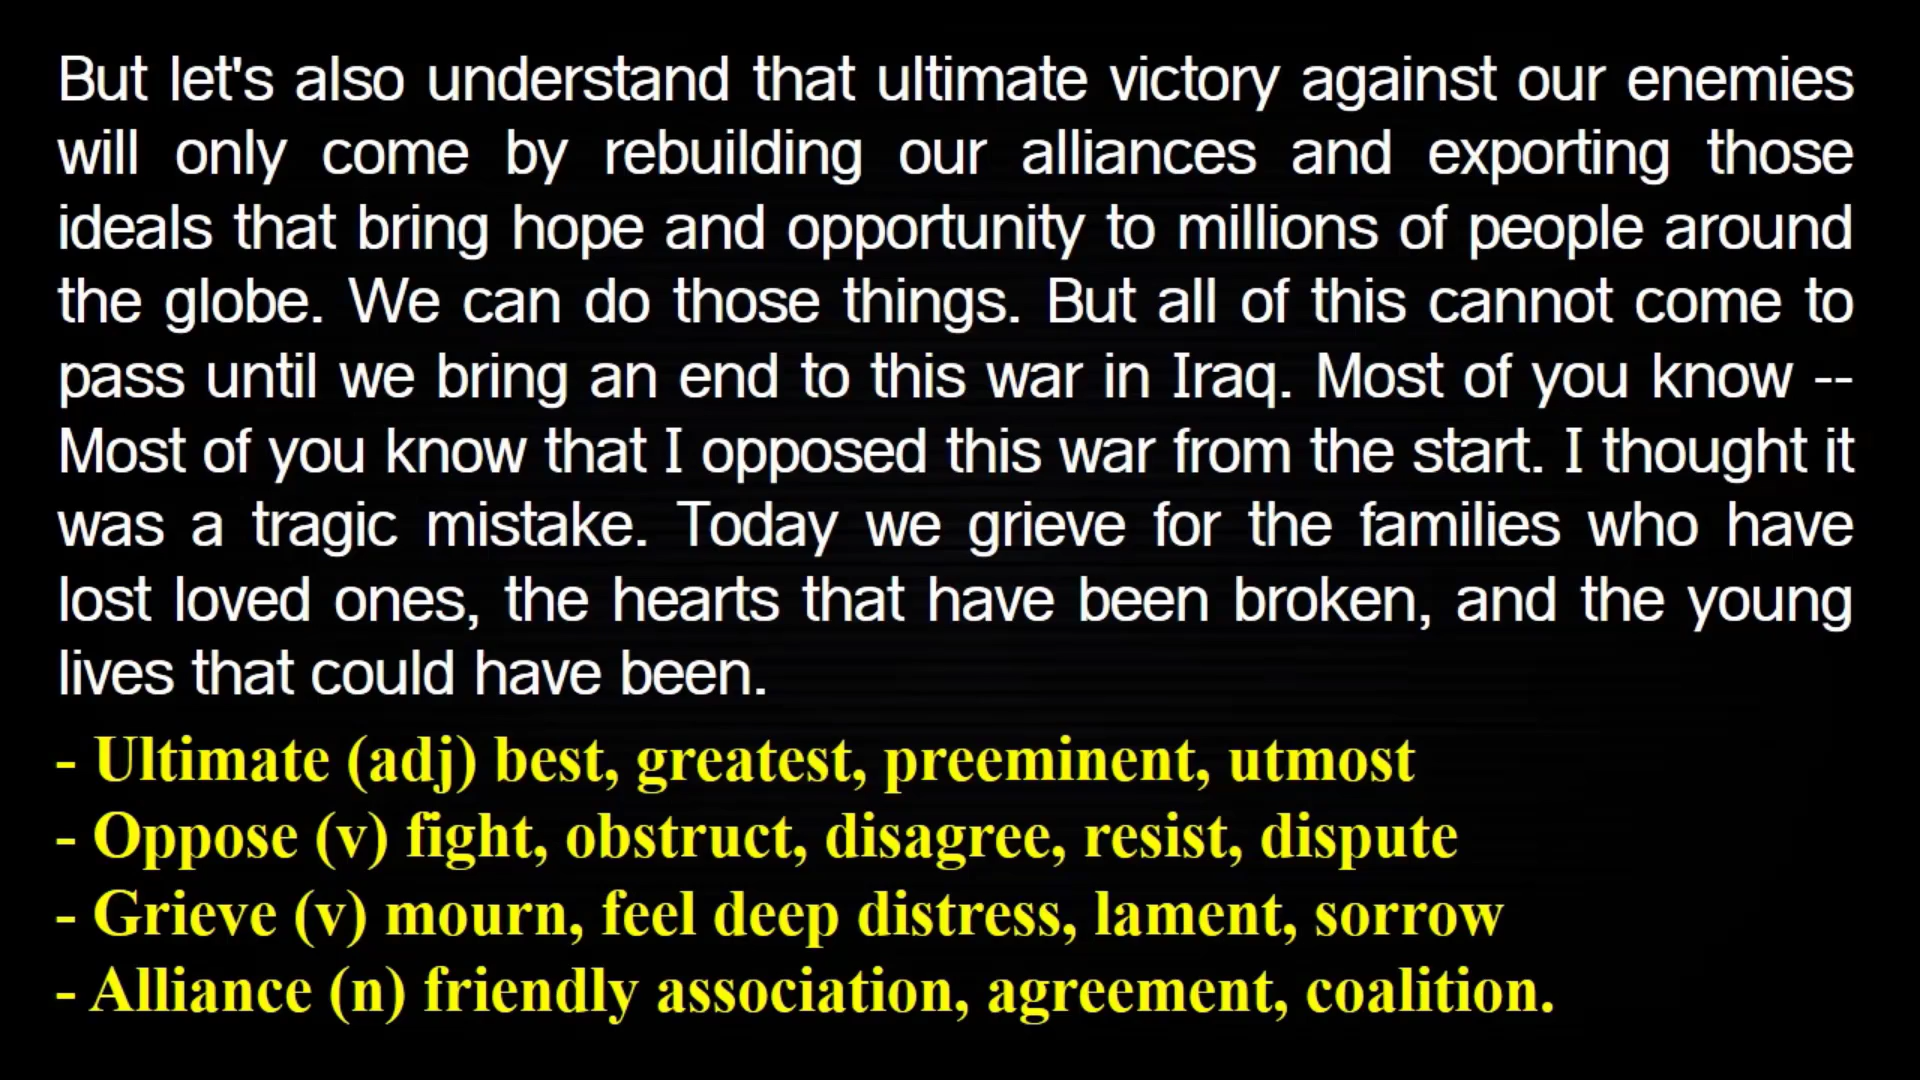 But let's also understand that ultimate victory against our enemies
will only come by rebuilding our alliances and exporting those
ideals that bring hope and opportunity to millions of people around
the globe. We can do those things. But all of this cannot come to
pass until we bring an end to this war in Iraq. Most of you know --
Most of you know that I opposed this war from the start. I thought it
was a tragic mistake. Today we grieve for the families who have
lost loved ones, the hearts that have been broken, and the young
lives that could have been.
- Ultimate (adj) best, greatest, preeminent, utmost
- Oppose (v) fight, obstruct, disagree, resist, dispute
- Grieve (v) mourn, feel deep distress, lament, sorrow
- Alliance (n) friendly association, agreement, coalition.